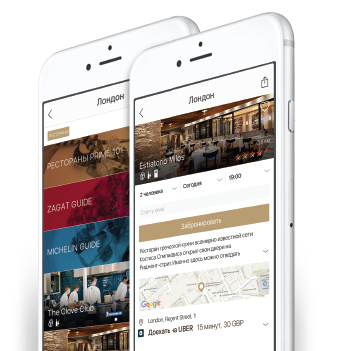 Лондон
РЕСТОРАНЫ PRIME 101
ZAGAT GUIDE
MICHELIN GUIDE
The Clove Club
Лондон
Estiatorio Milos
2 человека
Сегодня
19:00
Забронировать
Ресторан греческой кухни всемирно известной сети
Костаса Спилиадиса открыл свои двери на
Риджент-стрит. Именно здесь можно отведать
Google
London, Regent Street, 1
Доехать на UBER 15 минут, 30 GBP